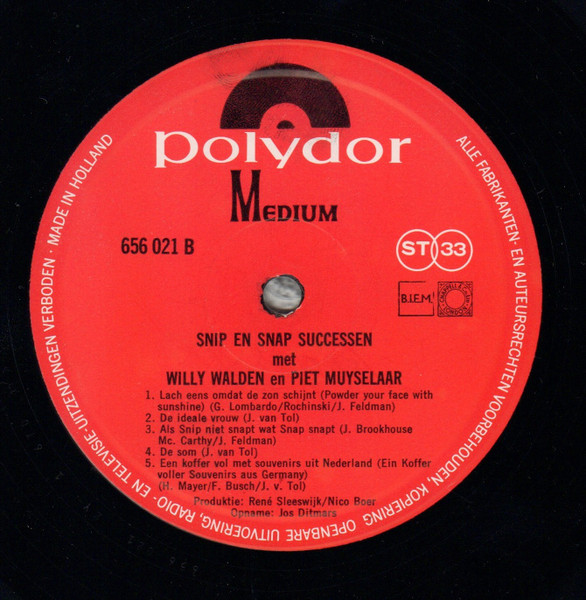 polydor
MEDIUM
656 021 B
ST 33
B.I.E.M.
SNIP EN SNAP SUCCESSEN
met
WILLY WALDEN en PIET MUYSELAAR
1. Lach eens omdat de zon schijnt (Powder your face with
sunshine) (G. Lombardo/Rochinski/J. Feldman)
2. De ideale vrouw (J. van Tol)
3. Als Snip niet snapt wat Snap snapt (J. Brookhouse
Mc. Carthy/J. Feldman)
4. De som (J. van Tol)
5. Een koffer vol met souvenirs uit Nederland (Ein Koffer
voller Souvenirs aus Germany)
(H. Mayer/F. Busch/J. v. Tol)
Produktie: René Sleeswijk/Nico Boer
Opname: Jos Ditmars
ALLE FABRIKANTEN- EN AUTEURSRECHTEN VOORBEHOUDEN, KOPIERING OPENBARE UITVOERING, RADIO- EN TELEVISIE-UITZENDINGEN VERBODEN · MADE IN HOLLAND